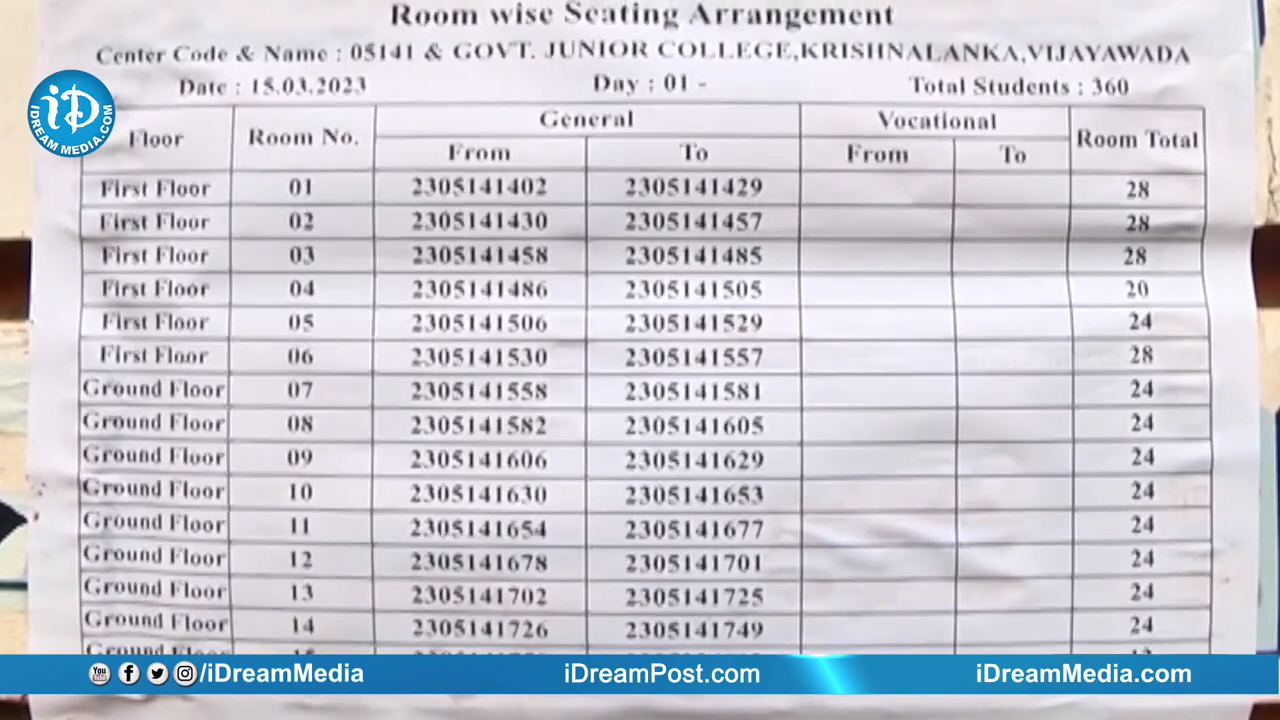 Room wise Seating Arrangement
Center Code & Name : 05141 & GOVT. JUNIOR COLLEGE,KRISHNALANKA,VIJAYAWADA
Date : 15.03.2023 Day : 01 - Total Students : 360
iD
IDREAM MEDIA.COM
Floor Room No. General Vocational Room Total
From To From To
First Floor 01 2305141402 2305141429 28
First Floor 02 2305141430 2305141457 28
First Floor 03 2305141458 2305141485 28
First Floor 04 2305141486 2305141505 20
First Floor 05 2305141506 2305141529 24
First Floor 06 2305141530 2305141557 28
Ground Floor 07 2305141558 2305141581 24
Ground Floor 08 2305141582 2305141605 24
Ground Floor 09 2305141606 2305141629 24
Ground Floor 10 2305141630 2305141653 24
Ground Floor 11 2305141654 2305141677 24
Ground Floor 12 2305141678 2305141701 24
Ground Floor 13 2305141702 2305141725 24
Ground Floor 14 2305141726 2305141749 24
You Tube /iDreamMedia iDreamPost.com iDreamMedia.com